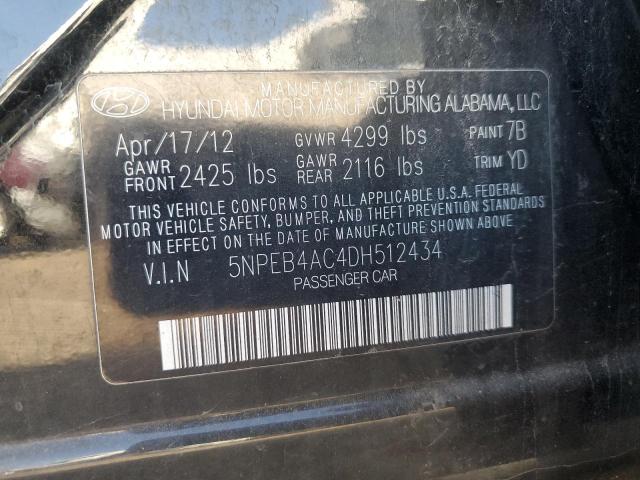 MANUFACTURED BY
HYUNDAI MOTOR MANUFACTURING ALABAMA, LLC
Apr/17/12 GVWR 4299 lbs PAINT 7B
GAWR FRONT 2425 lbs GAWR REAR 2116 lbs TRIM YD
THIS VEHICLE CONFORMS TO ALL APPLICABLE U.S.A. FEDERAL
MOTOR VEHICLE SAFETY, BUMPER, AND THEFT PREVENTION STANDARDS
IN EFFECT ON THE DATE OF MANUFACTURE SHOWN ABOVE
V.I.N 5NPEB4AC4DH512434
PASSENGER CAR